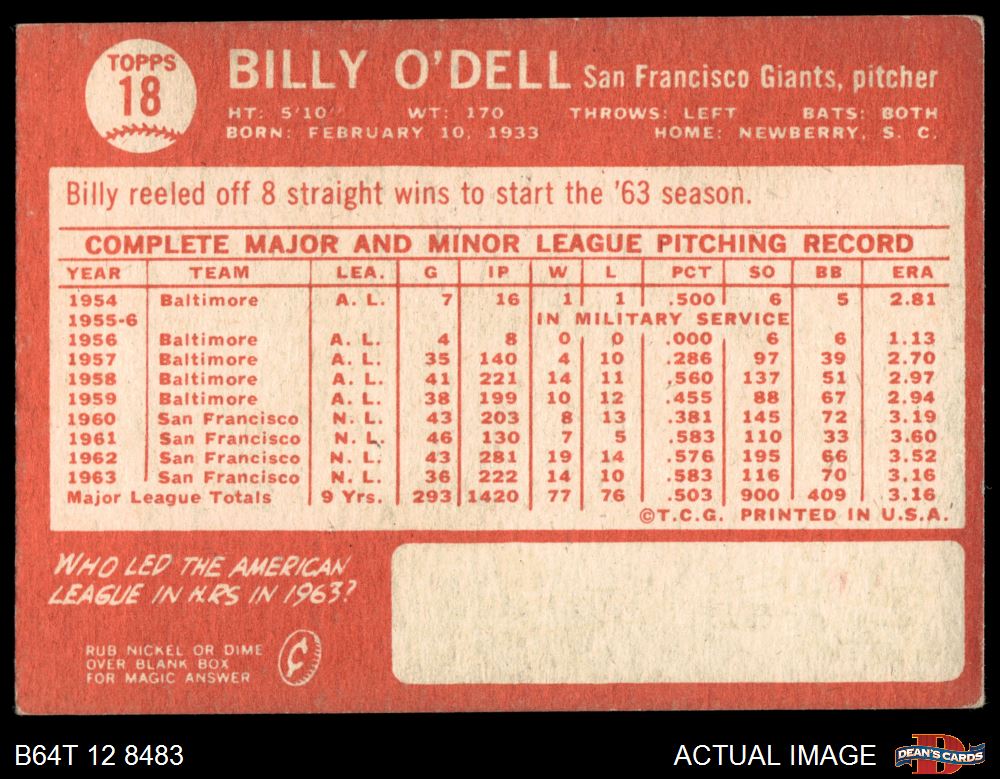 TOPPS
18
BILLY O'DELL San Francisco Giants, pitcher
HT: 5'10" WT: 170 THROWS: LEFT BATS: BOTH
BORN: FEBRUARY 10, 1933 HOME: NEWBERRY, S. C.
Billy reeled off 8 straight wins to start the '63 season.
COMPLETE MAJOR AND MINOR LEAGUE PITCHING RECORD
YEAR TEAM LEA. G IP W L PCT SO BB ERA
1954 Baltimore A. L. 7 16 1 1 .500 6 5 2.81
1955-6 IN MILITARY SERVICE
1956 Baltimore A. L. 4 8 0 0 .000 6 6 1.13
1957 Baltimore A. L. 35 140 4 10 .286 97 39 2.70
1958 Baltimore A. L. 41 221 14 11 .560 137 51 2.97
1959 Baltimore A. L. 38 199 10 12 .455 88 67 2.94
1960 San Francisco N. L. 43 203 8 13 .381 145 72 3.19
1961 San Francisco N. L. 46 130 7 5 .583 110 33 3.60
1962 San Francisco N. L. 43 281 19 14 .576 195 66 3.52
1963 San Francisco N. L. 36 222 14 10 .583 116 70 3.16
Major League Totals 9 Yrs. 293 1420 77 76 .503 900 409 3.16
©T.C.G. PRINTED IN U.S.A.
WHO LED THE AMERICAN
LEAGUE IN H.RS IN 1963?
RUB NICKEL OR DIME
OVER BLANK BOX
FOR MAGIC ANSWER
¢
B64T 12 8483 ACTUAL IMAGE DEAN'S CARDS